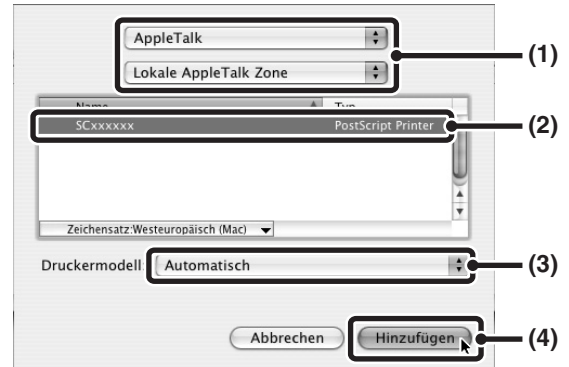 AppleTalk
(1)
Lokale AppleTalk Zone
Name Typ
SCxxxxxx PostScript Printer (2)
Zeichensatz:Westeuropäisch (Mac)
Druckermodell: Automatisch (3)
Abbrechen Hinzufügen (4)